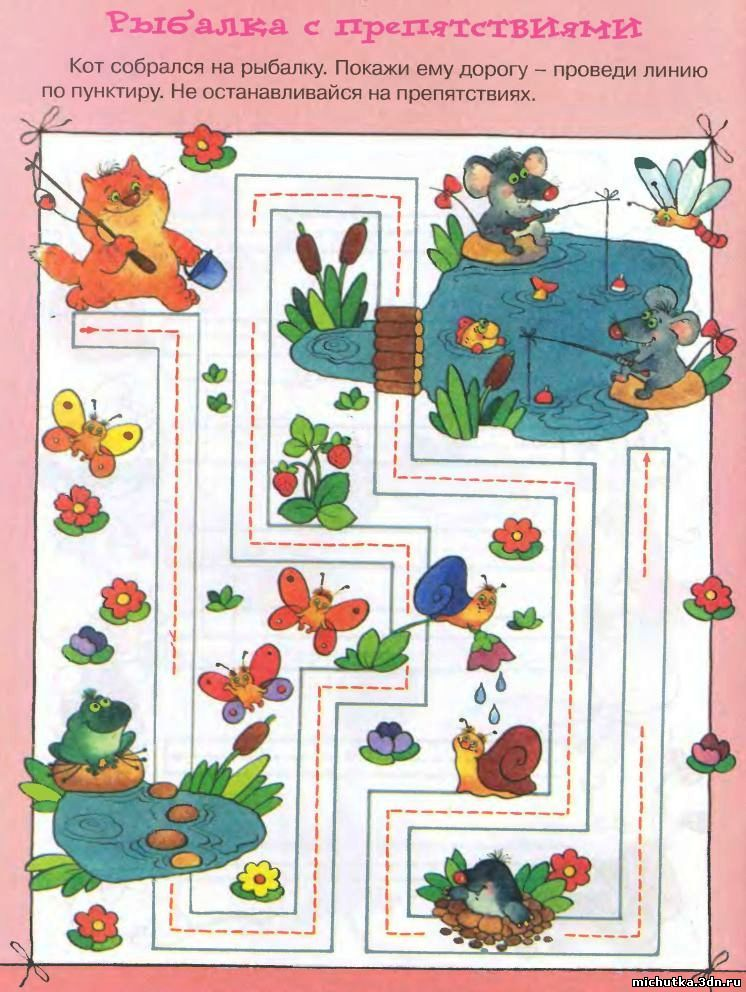 Рыбалка с препятствиями
Кот собрался на рыбалку. Покажи ему дорогу – проведи линию
по пунктиру. Не останавливайся на препятствиях.
michutka.3dn.ru